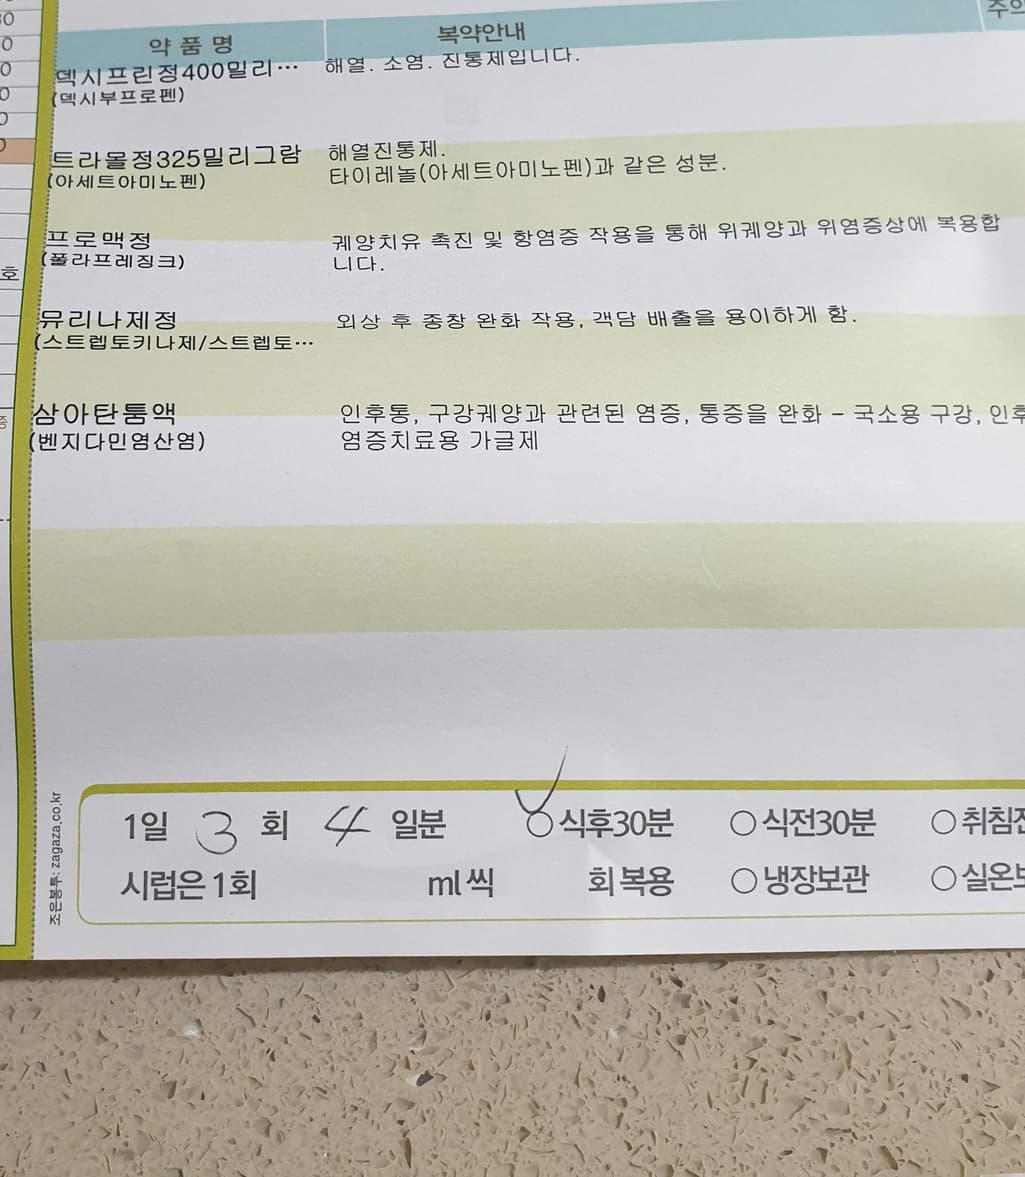 약 품 명
복약안내
덱시프린정400밀리…
해열. 소염. 진통제입니다.
(덱시부프로펜)
트라몰정325밀리그람
해열진통제.
(아세트아미노펜)
타이레놀(아세트아미노펜)과 같은 성분.
프로맥정
궤양치유 촉진 및 항염증 작용을 통해 위궤양과 위염증상에 복용합
(폴라프레징크)
니다.
뮤리나제정
외상 후 종창 완화 작용, 객담 배출을 용이하게 함.
(스트렙토키나제/스트렙토…
삼아탄툼액
인후통, 구강궤양과 관련된 염증, 통증을 완화 – 국소용 구강, 인후
(벤지다민염산염)
염증치료용 가글제
1일 3 회 4 일분 ○식후30분 ○식전30분 ○취침전
시럽은 1회 ml씩 회 복용 ○냉장보관 ○실온보
조은봉투: zagaza.co.kr
호